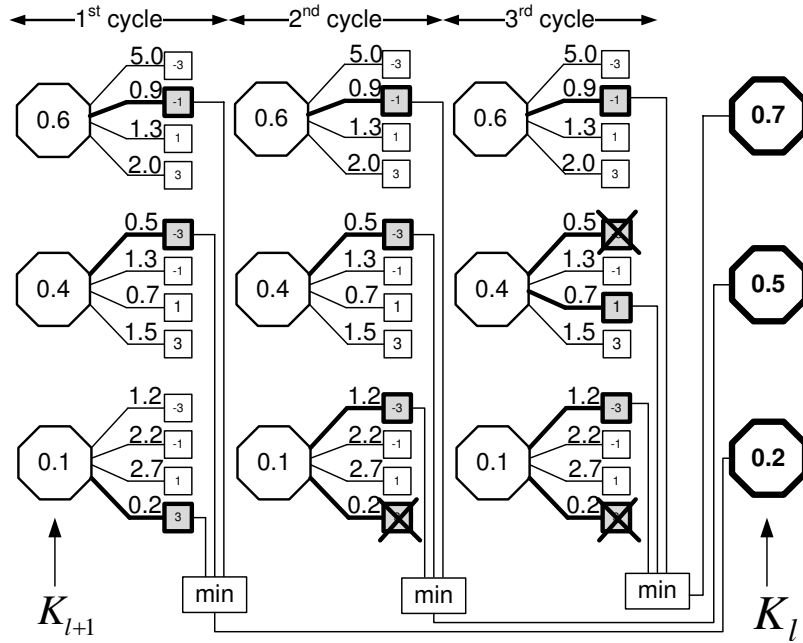 1st cycle 2nd cycle 3rd cycle
5.0 -3 5.0 -3 5.0 -3
0.9 -1 0.9 -1 0.9 -1
0.6 0.6 0.6 0.7
1.3 1 1.3 1 1.3 1
2.0 3 2.0 3 2.0 3
0.5 -3 0.5 -3 0.5
1.3 -1 1.3 -1 1.3 -1
0.4 0.4 0.4 0.5
0.7 1 0.7 1 0.7 1
1.5 3 1.5 3 1.5 3
1.2 -3 1.2 -3 1.2 -3
2.2 -1 2.2 -1 2.2 -1
0.1 0.1 0.1 0.2
2.7 1 2.7 1 2.7 1
0.2 3 0.2 0.2
min min min
K_{l+1} K_l